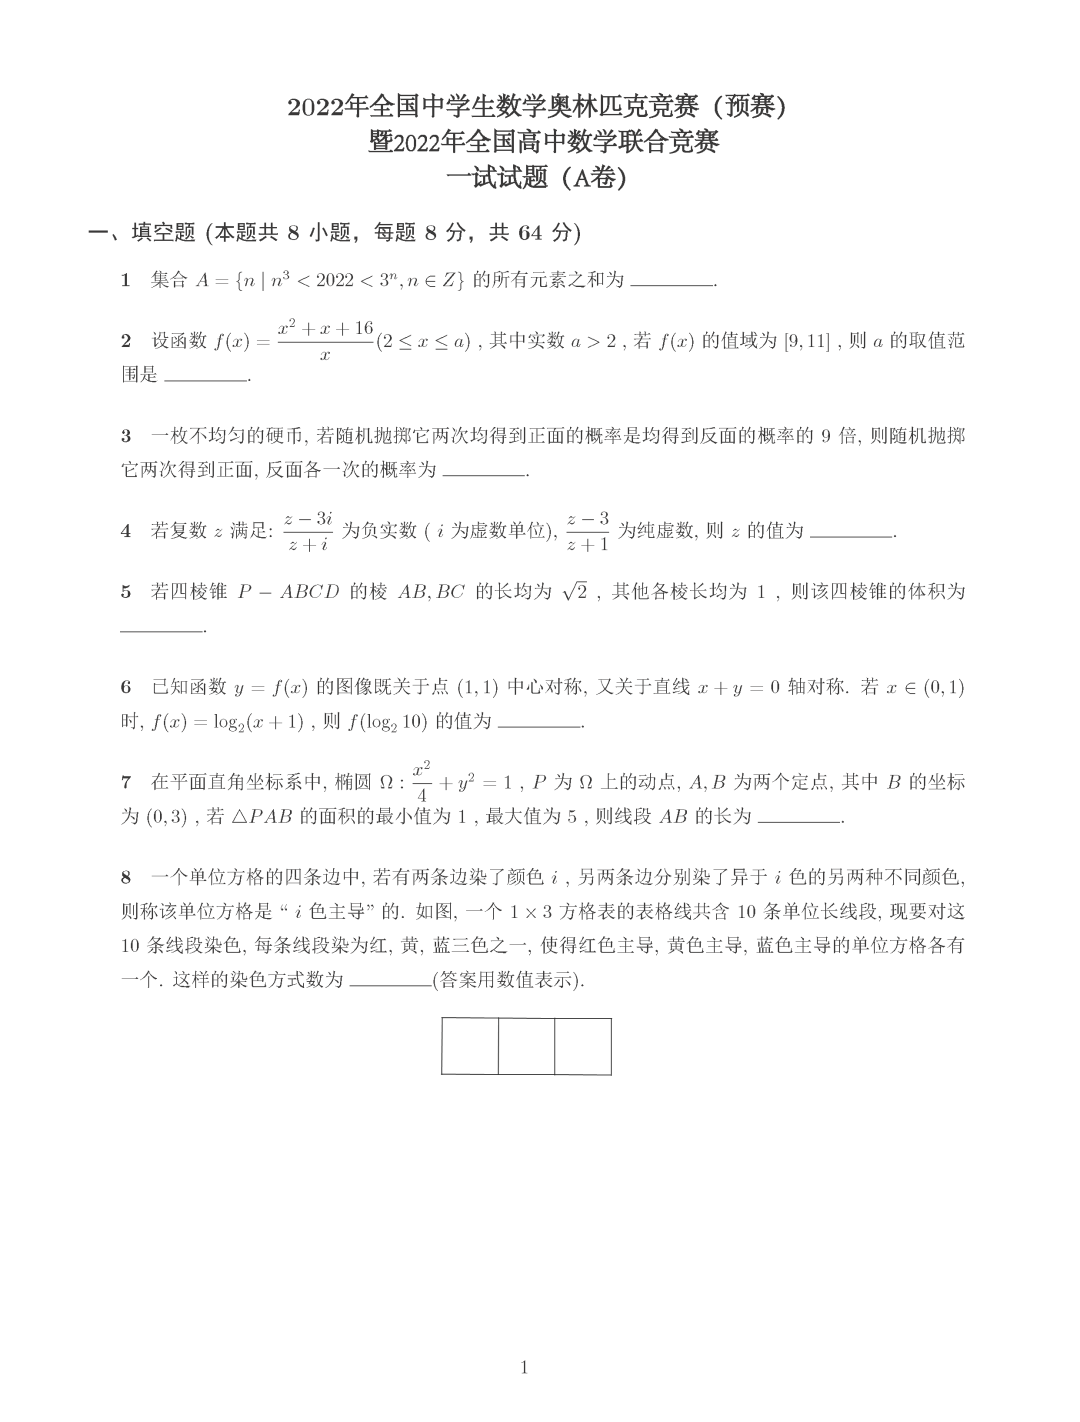 2022年全国中学生数学奥林匹克竞赛（预赛）
暨2022年全国高中数学联合竞赛
一试试题（A卷）
一、填空题 (本题共 8 小题，每题 8 分，共 64 分)
1 集合 A = {n | n³ < 2022 < 3ⁿ, n ∈ Z} 的所有元素之和为 ________.
2 设函数 f(x) = (x² + x + 16)/x (2 ≤ x ≤ a) , 其中实数 a > 2 , 若 f(x) 的值域为 [9, 11] , 则 a 的取值范
围是 ________.
3 一枚不均匀的硬币, 若随机抛掷它两次均得到正面的概率是均得到反面的概率的 9 倍, 则随机抛掷
它两次得到正面, 反面各一次的概率为 ________.
4 若复数 z 满足: (z − 3i)/(z + i) 为负实数 ( i 为虚数单位), (z − 3)/(z + 1) 为纯虚数, 则 z 的值为 ________.
5 若四棱锥 P − ABCD 的棱 AB, BC 的长均为 √2 , 其他各棱长均为 1 , 则该四棱锥的体积为
________.
6 已知函数 y = f(x) 的图像既关于点 (1, 1) 中心对称, 又关于直线 x + y = 0 轴对称. 若 x ∈ (0, 1)
时, f(x) = log₂(x + 1) , 则 f(log₂ 10) 的值为 ________.
7 在平面直角坐标系中, 椭圆 Ω : x²/4 + y² = 1 , P 为 Ω 上的动点, A, B 为两个定点, 其中 B 的坐标
为 (0, 3) , 若 △PAB 的面积的最小值为 1 , 最大值为 5 , 则线段 AB 的长为 ________.
8 一个单位方格的四条边中, 若有两条边染了颜色 i , 另两条边分别染了异于 i 色的另两种不同颜色,
则称该单位方格是 “ i 色主导” 的. 如图, 一个 1 × 3 方格表的表格线共含 10 条单位长线段, 现要对这
10 条线段染色, 每条线段染为红, 黄, 蓝三色之一, 使得红色主导, 黄色主导, 蓝色主导的单位方格各有
一个. 这样的染色方式数为 ________(答案用数值表示).
1